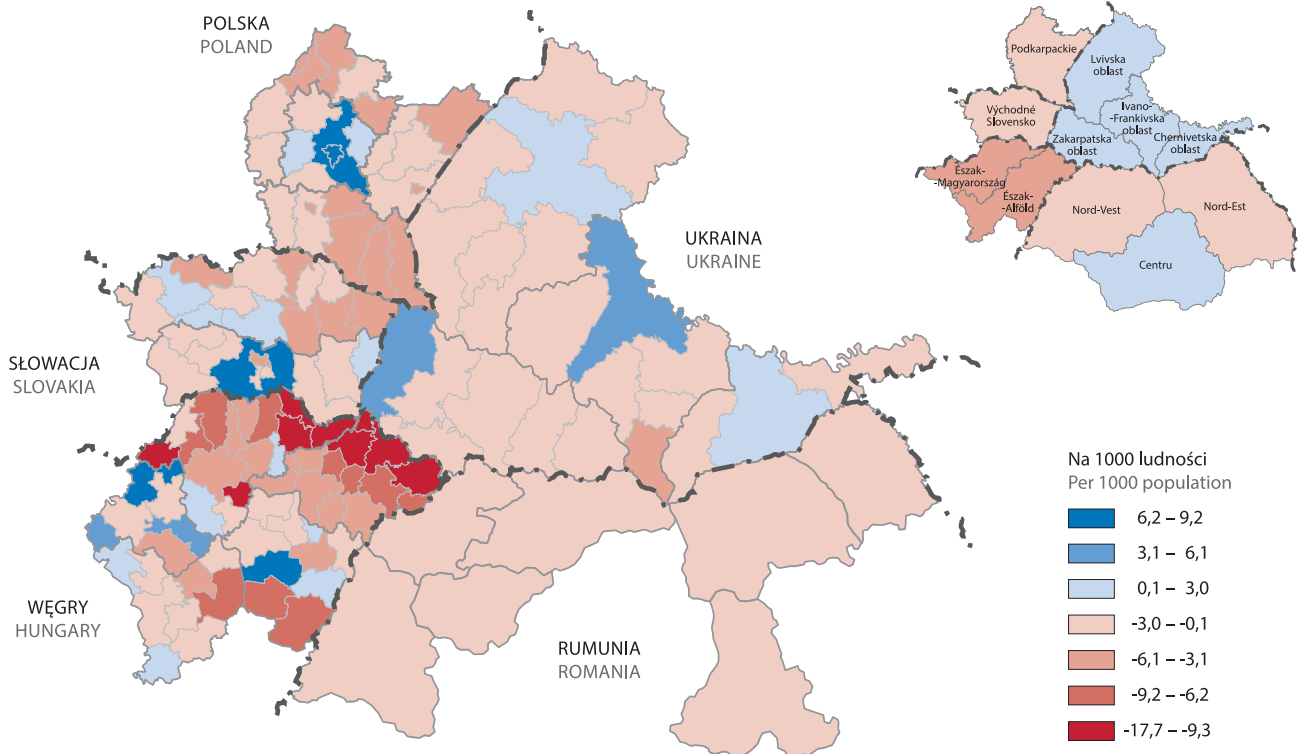 POLSKA
POLAND
UKRAINA
UKRAINE
SŁOWACJA
SLOVAKIA
WĘGRY
HUNGARY
RUMUNIA
ROMANIA
Podkarpackie
Lvivska
oblast
Východné
Slovensko
Ivano-
-Frankivska
oblast
Zakarpatska
oblast
Chernivetska
oblast
Észak-
-Magyarország
Észak-
-Alföld
Nord-Vest
Nord-Est
Centru
Na 1000 ludności
Per 1000 population
6,2 – 9,2
3,1 – 6,1
0,1 – 3,0
-3,0 – -0,1
-6,1 – -3,1
-9,2 – -6,2
-17,7 – -9,3